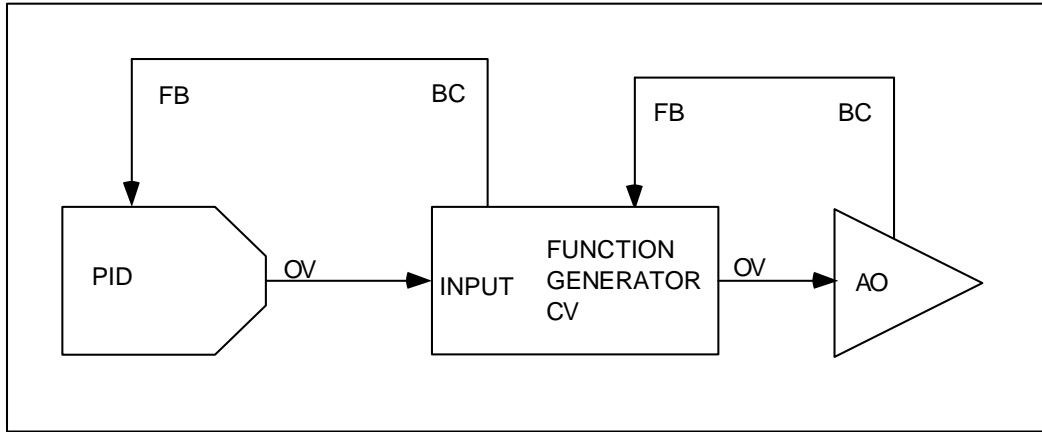 FB
BC
FB
BC
PID
OV
INPUT
FUNCTION
GENERATOR
CV
OV
AO